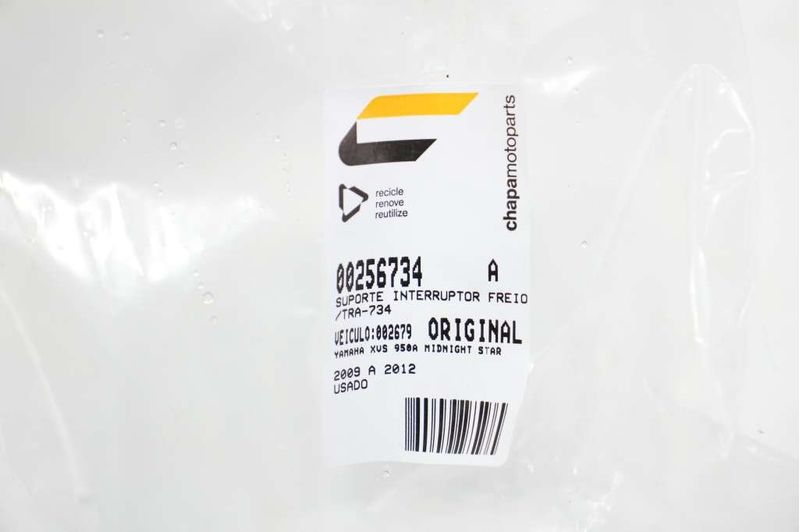 chapamotoparts
recicle
renove
reutilize
00256734 A
SUPORTE INTERRUPTOR FREIO
/TRA-734
VEICULO:002679 ORIGINAL
YAMAHA XVS 950A MIDNIGHT STAR
2009 A 2012
USADO